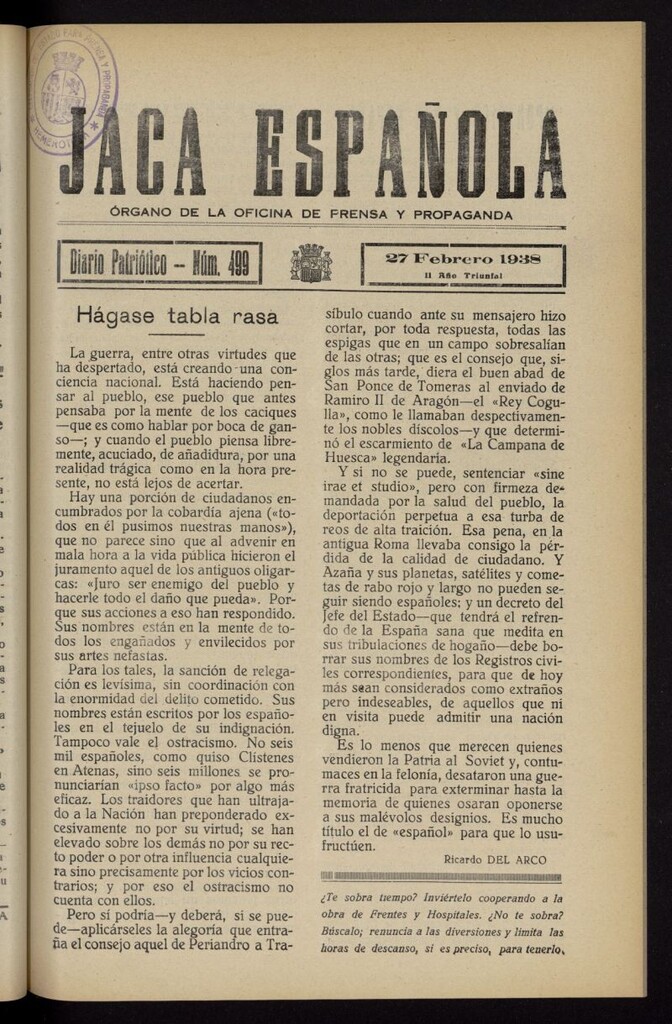 JACA ESPAÑOLA
ÓRGANO DE LA OFICINA DE PRENSA Y PROPAGANDA
Diario Patriótico — Núm. 499
27 Febrero 1938
II Año Triunfal
Hágase tabla rasa
La guerra, entre otras virtudes que
ha despertado, está creando una con-
ciencia nacional. Está haciendo pen-
sar al pueblo, ese pueblo que antes
pensaba por la mente de los caciques
—que es como hablar por boca de gan-
so—; y cuando el pueblo piensa libre-
mente, acuciado, de añadidura, por una
realidad trágica como en la hora pre-
sente, no está lejos de acertar.
Hay una porción de ciudadanos en-
cumbrados por la cobardía ajena («to-
dos en él pusimos nuestras manos»),
que no parece sino que al advenir en
mala hora a la vida pública hicieron el
juramento aquel de los antiguos oligar-
cas: «Juro ser enemigo del pueblo y
hacerle todo el daño que pueda». Por-
que sus acciones a eso han respondido.
Sus nombres están en la mente de to-
dos los engañados y envilecidos por
sus artes nefastas.
Para los tales, la sanción de relega-
ción es levísima, sin coordinación con
la enormidad del delito cometido. Sus
nombres están escritos por los españo-
les en el tejuelo de su indignación.
Tampoco vale el ostracismo. No seis
mil españoles, como quiso Clístenes
en Atenas, sino seis millones se pro-
nunciarían «ipso facto» por algo más
eficaz. Los traidores que han ultraja-
do a la Nación han preponderado ex-
cesivamente no por su virtud; se han
elevado sobre los demás no por su rec-
to poder o por otra influencia cualquie-
ra sino precisamente por los vicios con-
trarios; y por eso el ostracismo no
cuenta con ellos.
Pero sí podría—y deberá, si se pue-
de—aplicárseles la alegoría que entra-
ña el consejo aquel de Periandro a Tra-
síbulo cuando ante su mensajero hizo
cortar, por toda respuesta, todas las
espigas que en un campo sobresalían
de las otras; que es el consejo que, si-
glos más tarde, diera el buen abad de
San Ponce de Tomeras al enviado de
Ramiro II de Aragón—el «Rey Cogu-
lla», como le llamaban despectivamen-
te los nobles díscolos—y que determi-
nó el escarmiento de «La Campana de
Huesca» legendaria.
Y si no se puede, sentenciar «sine
irae et studio», pero con firmeza de-
mandada por la salud del pueblo, la
deportación perpetua a esa turba de
reos de alta traición. Esa pena, en la
antigua Roma llevaba consigo la pér-
dida de la calidad de ciudadano. Y
Azaña y sus planetas, satélites y come-
tas de rabo rojo y largo no pueden se-
guir siendo españoles; y un decreto del
Jefe del Estado—que tendrá el refren-
do de la España sana que medita en
sus tribulaciones de hogaño—debe bo-
rrar sus nombres de los Registros civi-
les correspondientes, para que de hoy
más sean considerados como extraños
pero indeseables, de aquellos que ni
en visita puede admitir una nación
digna.
Es lo menos que merecen quienes
vendieron la Patria al Soviet y, contu-
maces en la felonía, desataron una gue-
rra fratricida para exterminar hasta la
memoria de quienes osaran oponerse
a sus malévolos designios. Es mucho
título el de «español» para que lo usu-
fructúen.
Ricardo DEL ARCO
¿Te sobra tiempo? Inviértelo cooperando a la
obra de Frentes y Hospitales. ¿No te sobra?
Búscalo; renuncia a las diversiones y limita las
horas de descanso, si es preciso, para tenerlo.